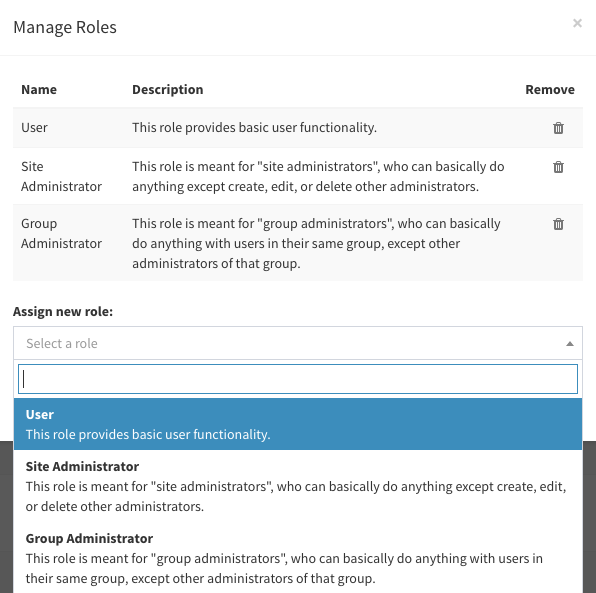 Manage Roles
×
Name Description Remove
User This role provides basic user functionality.
Site This role is meant for "site administrators", who can basically do
Administrator anything except create, edit, or delete other administrators.
Group This role is meant for "group administrators", who can basically
Administrator do anything with users in their same group, except other
administrators of that group.
Assign new role:
Select a role
User
This role provides basic user functionality.
Site Administrator
This role is meant for "site administrators", who can basically do anything except create, edit,
or delete other administrators.
Group Administrator
This role is meant for "group administrators", who can basically do anything with users in
their same group, except other administrators of that group.